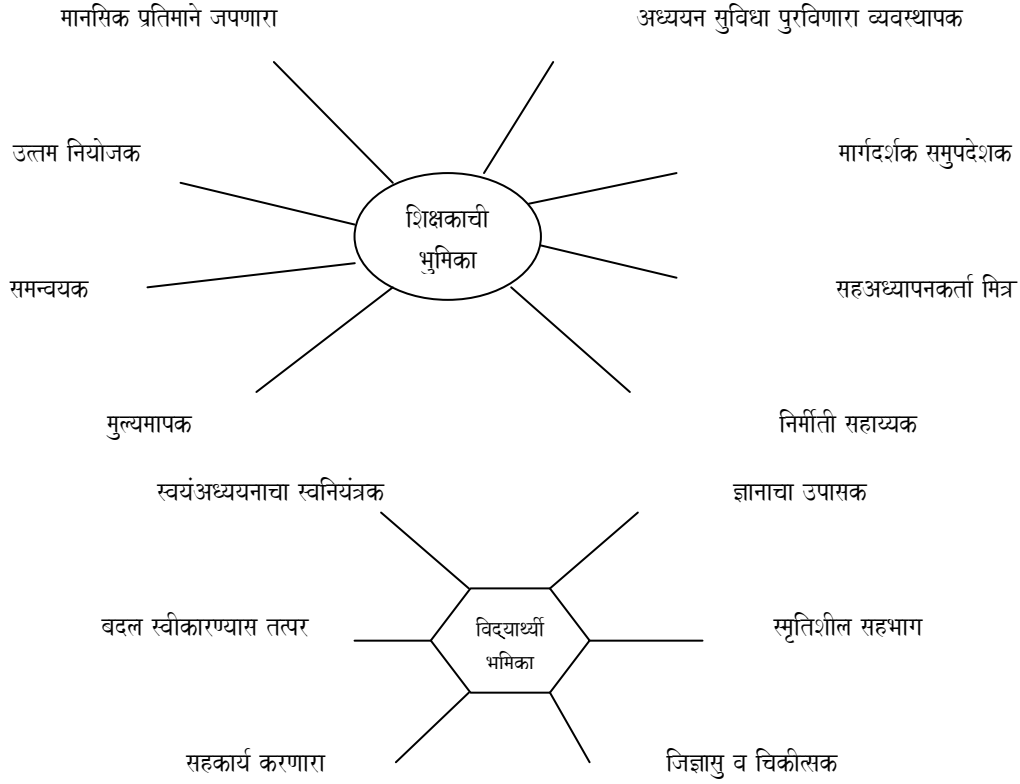 मानसिक प्रतिमाने जपणारा
अध्ययन सुविधा पुरविणारा व्यवस्थापक
उत्तम नियोजक
मार्गदर्शक समुपदेशक
शिक्षकाची
भुमिका
समन्वयक
सहअध्यापनकर्ता मित्र
मुल्यमापक
निर्मीती सहाय्यक
स्वयंअध्ययनाचा स्वनियंत्रक
ज्ञानाचा उपासक
बदल स्वीकारण्यास तत्पर
विद्यार्थ्यी
भमिका
स्मृतिशील सहभाग
सहकार्य करणारा
जिज्ञासु व चिकीत्सक